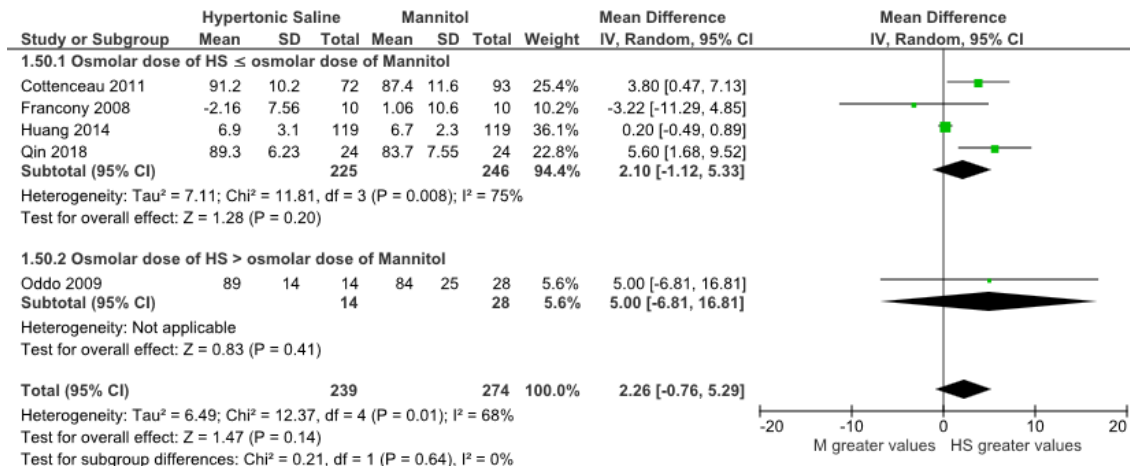 Hypertonic Saline Mannitol Mean Difference Mean Difference
Study or Subgroup Mean SD Total Mean SD Total Weight IV, Random, 95% CI IV, Random, 95% CI
1.50.1 Osmolar dose of HS ≤ osmolar dose of Mannitol
Cottenceau 2011 91.2 10.2 72 87.4 11.6 93 25.4% 3.80 [0.47, 7.13]
Francony 2008 -2.16 7.56 10 1.06 10.6 10 10.2% -3.22 [-11.29, 4.85]
Huang 2014 6.9 3.1 119 6.7 2.3 119 36.1% 0.20 [-0.49, 0.89]
Qin 2018 89.3 6.23 24 83.7 7.55 24 22.8% 5.60 [1.68, 9.52]
Subtotal (95% CI) 225 246 94.4% 2.10 [-1.12, 5.33]
Heterogeneity: Tau² = 7.11; Chi² = 11.81, df = 3 (P = 0.008); I² = 75%
Test for overall effect: Z = 1.28 (P = 0.20)
1.50.2 Osmolar dose of HS > osmolar dose of Mannitol
Oddo 2009 89 14 14 84 25 28 5.6% 5.00 [-6.81, 16.81]
Subtotal (95% CI) 14 28 5.6% 5.00 [-6.81, 16.81]
Heterogeneity: Not applicable
Test for overall effect: Z = 0.83 (P = 0.41)
Total (95% CI) 239 274 100.0% 2.26 [-0.76, 5.29]
Heterogeneity: Tau² = 6.49; Chi² = 12.37, df = 4 (P = 0.01); I² = 68%
Test for overall effect: Z = 1.47 (P = 0.14)
Test for subgroup differences: Chi² = 0.21, df = 1 (P = 0.64), I² = 0%
-20 -10 0 10 20
M greater values HS greater values